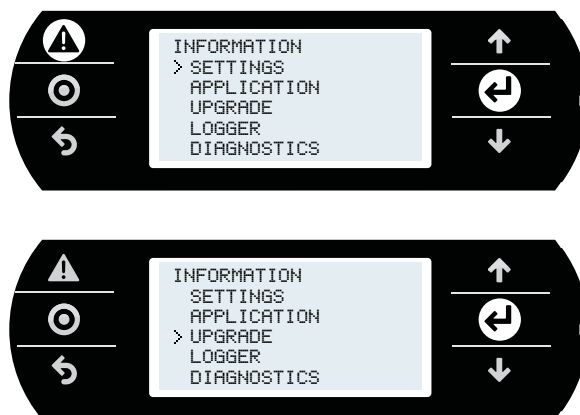 INFORMATION
> SETTINGS
APPLICATION
UPGRADE
LOGGER
DIAGNOSTICS
INFORMATION
SETTINGS
APPLICATION
> UPGRADE
LOGGER
DIAGNOSTICS